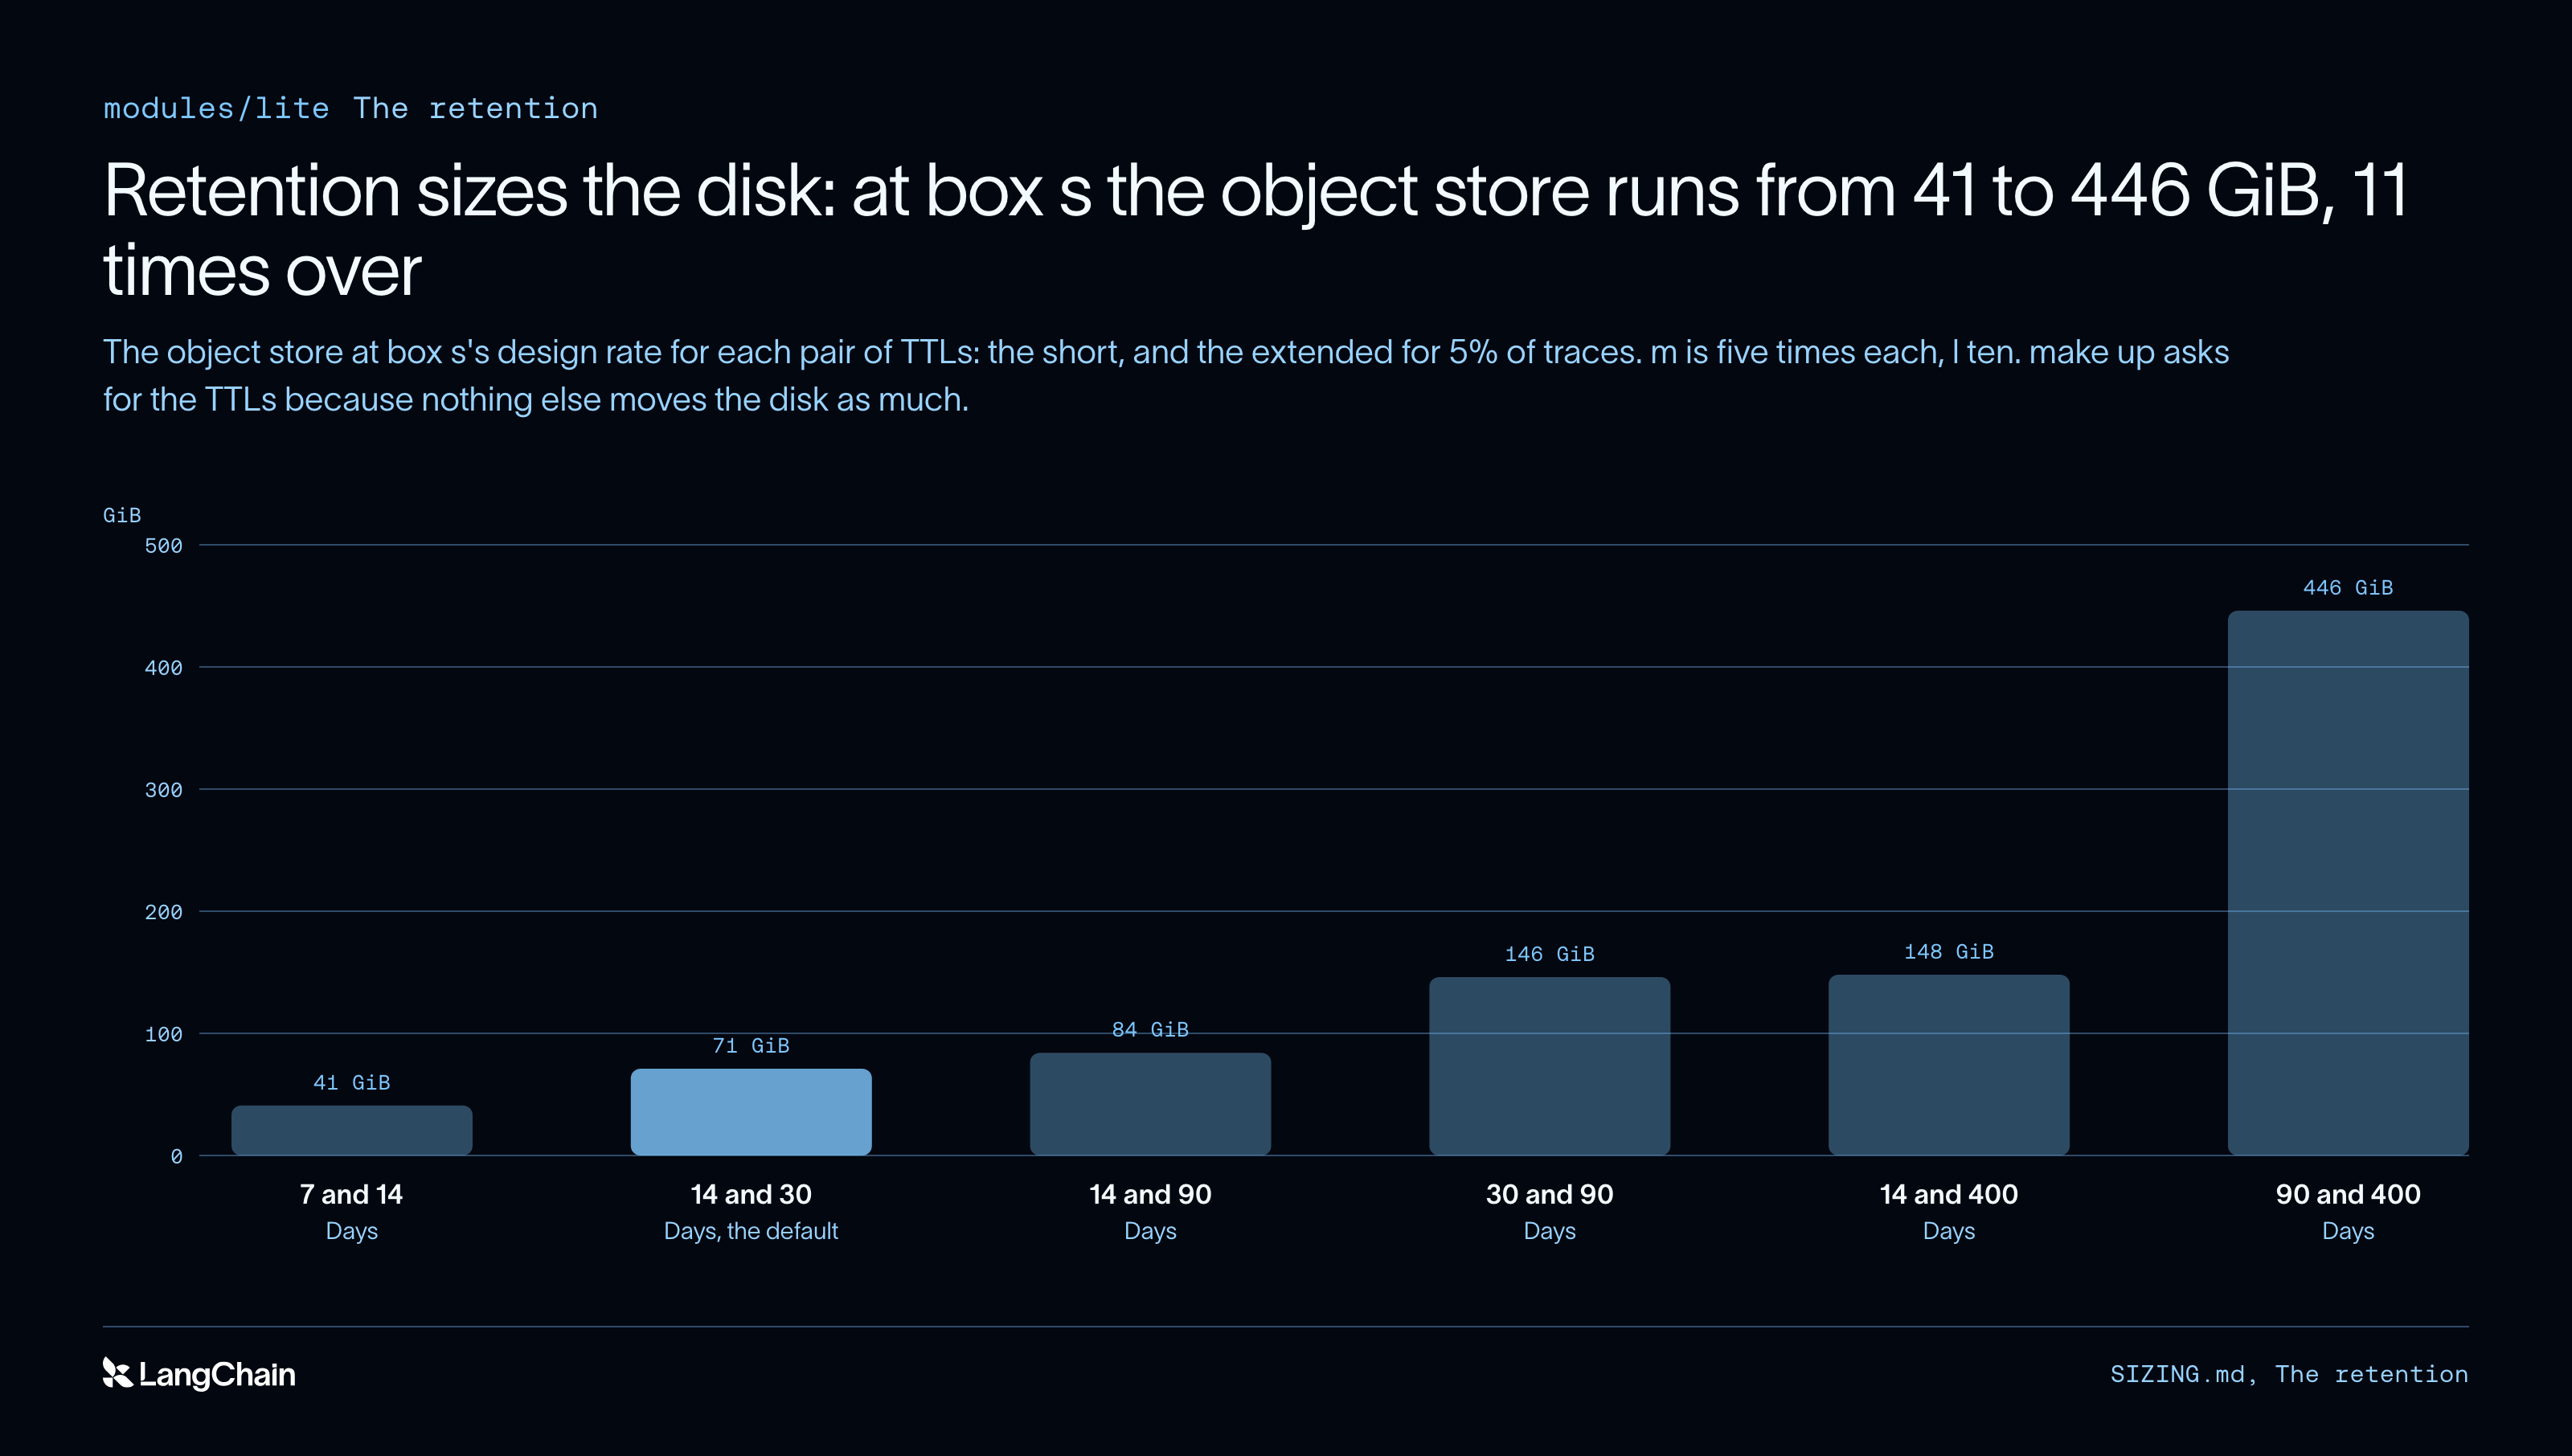 modules/lite The retention
Retention sizes the disk: at box s the object store runs from 41 to 446 GiB, 11
times over
The object store at box s's design rate for each pair of TTLs: the short, and the extended for 5% of traces. m is five times each, l ten. make up asks
for the TTLs because nothing else moves the disk as much.
GiB
500
400
300
200
100
0
41 GiB
71 GiB
84 GiB
146 GiB
148 GiB
446 GiB
7 and 14
Days
14 and 30
Days, the default
14 and 90
Days
30 and 90
Days
14 and 400
Days
90 and 400
Days
LangChain
SIZING.md, The retention